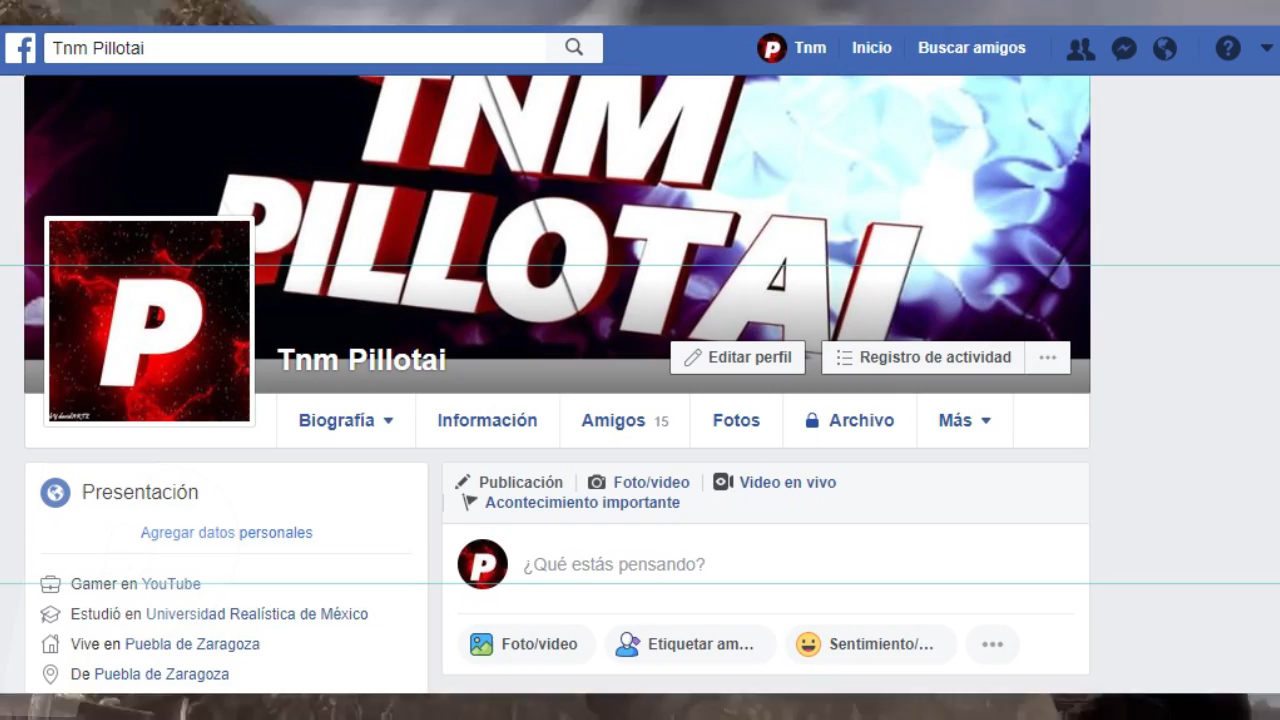 Tnm Pillotai
Tnm
Inicio
Buscar amigos
TNM
PILLOTAI
P
Tnm Pillotai
Editar perfil
Registro de actividad
Biografía
Información
Amigos 15
Fotos
Archivo
Más
Presentación
Agregar datos personales
Gamer en YouTube
Estudió en Universidad Realística de México
Vive en Puebla de Zaragoza
De Puebla de Zaragoza
Publicación
Foto/video
Video en vivo
Acontecimiento importante
P
¿Qué estás pensando?
Foto/video
Etiquetar am...
Sentimiento/...